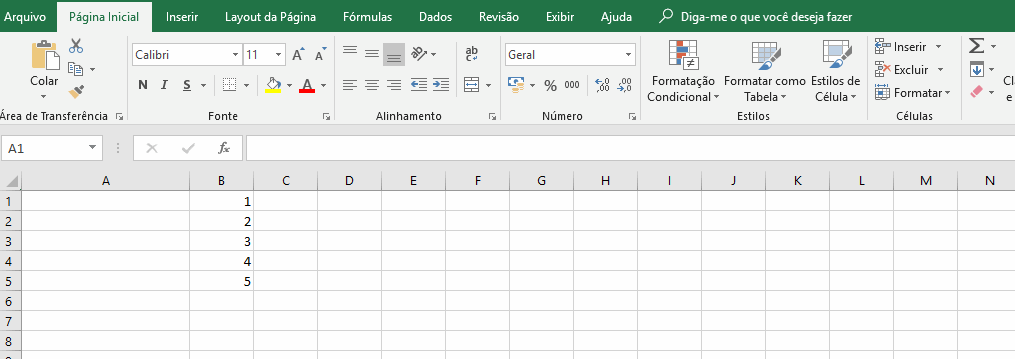 Arquivo Página Inicial Inserir Layout da Página Fórmulas Dados Revisão Exibir Ajuda Diga-me o que você deseja fazer
Colar
Calibri 11
N I S A
ab
c
Geral
% 000
Formatação
Condicional
Formatar como
Tabela
Estilos de
Célula
Inserir
Excluir
Formatar
Área de Transferência Fonte Alinhamento Número Estilos Células
A1 fx
A B C D E F G H I J K L M N
1 1
2 2
3 3
4 4
5 5
6
7
8